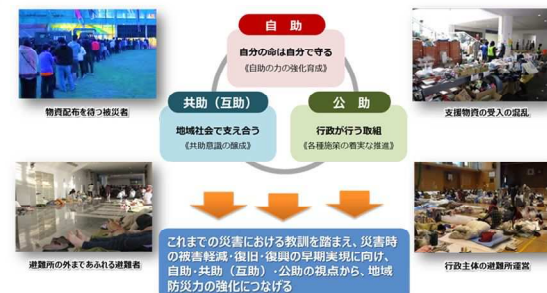 自 助
自分の命は自分で守る
《自助の力の強化育成》
共助（互助）
地域社会で支え合う
《共助意識の醸成》
公 助
行政が行う取組
《各種施策の着実な推進》
物資配布を待つ被災者
支援物資の受入の混乱
避難所の外まであふれる避難者
行政主体の避難所運営
これまでの災害における教訓を踏まえ、災害時
の被害軽減・復旧・復興の早期実現に向け、
自助・共助（互助）・公助の視点から、地域
防災力の強化につなげる